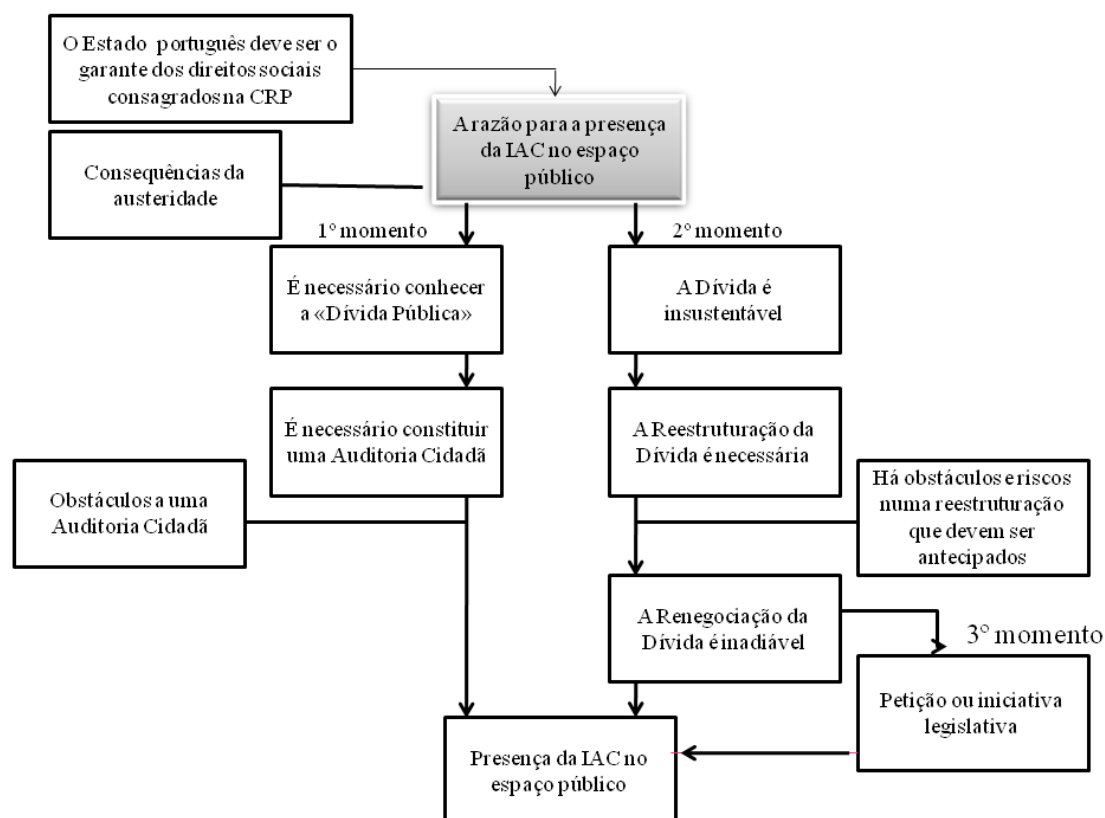 O Estado português deve ser o
garante dos direitos sociais
consagrados na CRP
A razão para a presença
da IAC no espaço
público
Consequências da
austeridade
1º momento
2º momento
É necessário conhecer
a «Dívida Pública»
A Dívida é
insustentável
É necessário constituir
uma Auditoria Cidadã
A Reestruturação da
Dívida é necessária
Obstáculos a uma
Auditoria Cidadã
Há obstáculos e riscos
numa reestruturação
que devem ser
antecipados
A Renegociação da
Dívida é inadiável
3º momento
Petição ou iniciativa
legislativa
Presença da IAC no
espaço público